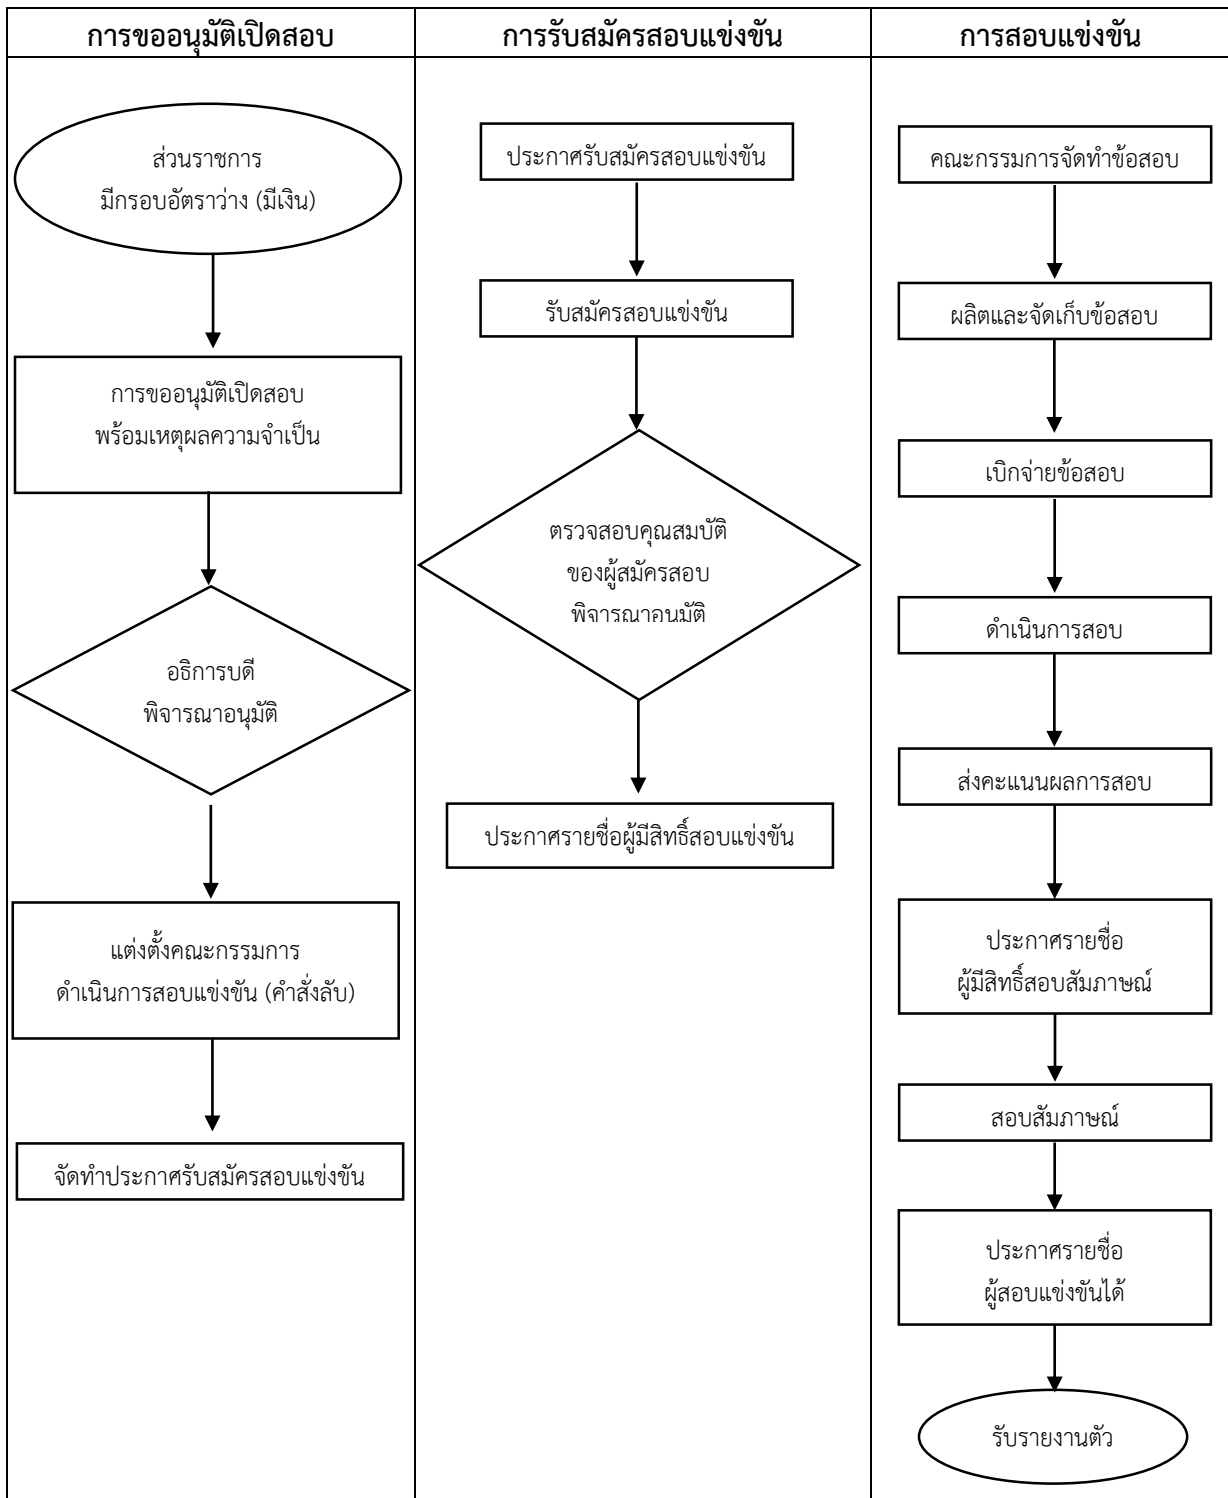 การขออนุมัติเปิดสอบ
ส่วนราชการ
มีกรอบอัตราว่าง (มีเงิน)
การขออนุมัติเปิดสอบ
พร้อมเหตุผลความจำเป็น
อธิการบดี
พิจารณาอนุมัติ
แต่งตั้งคณะกรรมการ
ดำเนินการสอบแข่งขัน (คำสั่งลับ)
จัดทำประกาศรับสมัครสอบแข่งขัน
การรับสมัครสอบแข่งขัน
ประกาศรับสมัครสอบแข่งขัน
รับสมัครสอบแข่งขัน
ตรวจสอบคุณสมบัติ
ของผู้สมัครสอบ
พิจารณาอนมัติ
ประกาศรายชื่อผู้มีสิทธิ์สอบแข่งขัน
การสอบแข่งขัน
คณะกรรมการจัดทำข้อสอบ
ผลิตและจัดเก็บข้อสอบ
เบิกจ่ายข้อสอบ
ดำเนินการสอบ
ส่งคะแนนผลการสอบ
ประกาศรายชื่อ
ผู้มีสิทธิ์สอบสัมภาษณ์
สอบสัมภาษณ์
ประกาศรายชื่อ
ผู้สอบแข่งขันได้
รับรายงานตัว